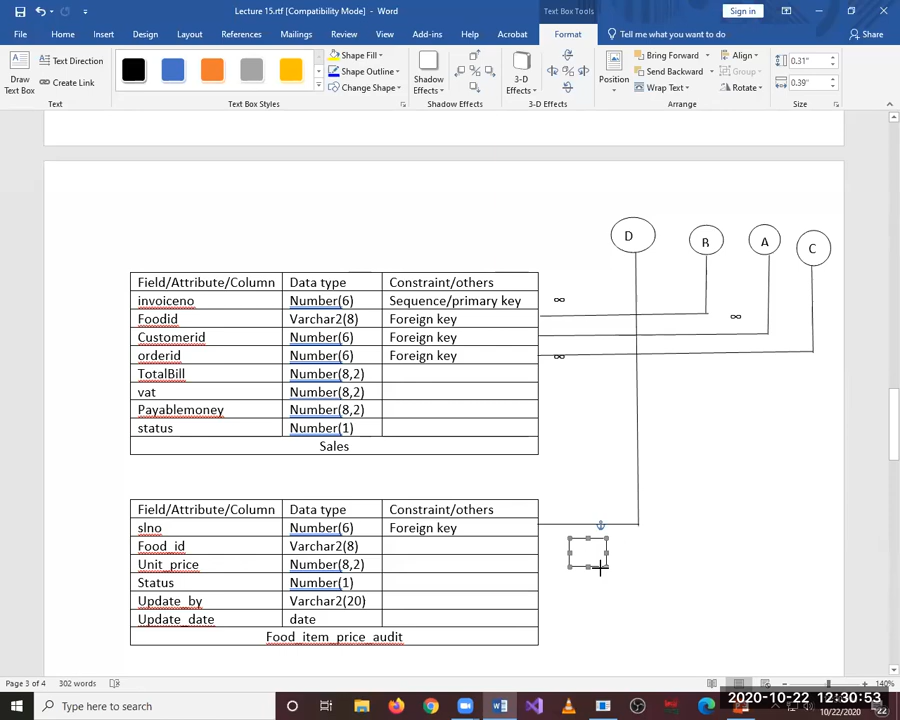 Lecture 15.rtf [Compatibility Mode] - Word
Text Box Tools
Sign in
File Home Insert Design Layout References Mailings Review View Add-ins Help Acrobat Format Tell me what you want to do Share
Draw Text Box
Text Direction
Create Link
Text
Shape Fill
Shape Outline
Change Shape
Text Box Styles
Shadow Effects
Shadow Effects
3-D Effects
3-D Effects
Position
Bring Forward
Send Backward
Wrap Text
Align
Group
Rotate
Arrange
0.31"
0.39"
Size
D B A C
Field/Attribute/Column Data type Constraint/others
invoiceno Number(6) Sequence/primary key ∞
Foodid Varchar2(8) Foreign key ∞
Customerid Number(6) Foreign key
orderid Number(6) Foreign key ∞
TotalBill Number(8,2)
vat Number(8,2)
Payablemoney Number(8,2)
status Number(1)
Sales
Field/Attribute/Column Data type Constraint/others
slno Number(6) Foreign key
Food_id Varchar2(8)
Unit_price Number(8,2)
Status Number(1)
Update_by Varchar2(20)
Update_date date
Food_item_price_audit
Page 3 of 4 302 words 140%
Type here to search
2020-10-22 12:30:53
10/22/2020